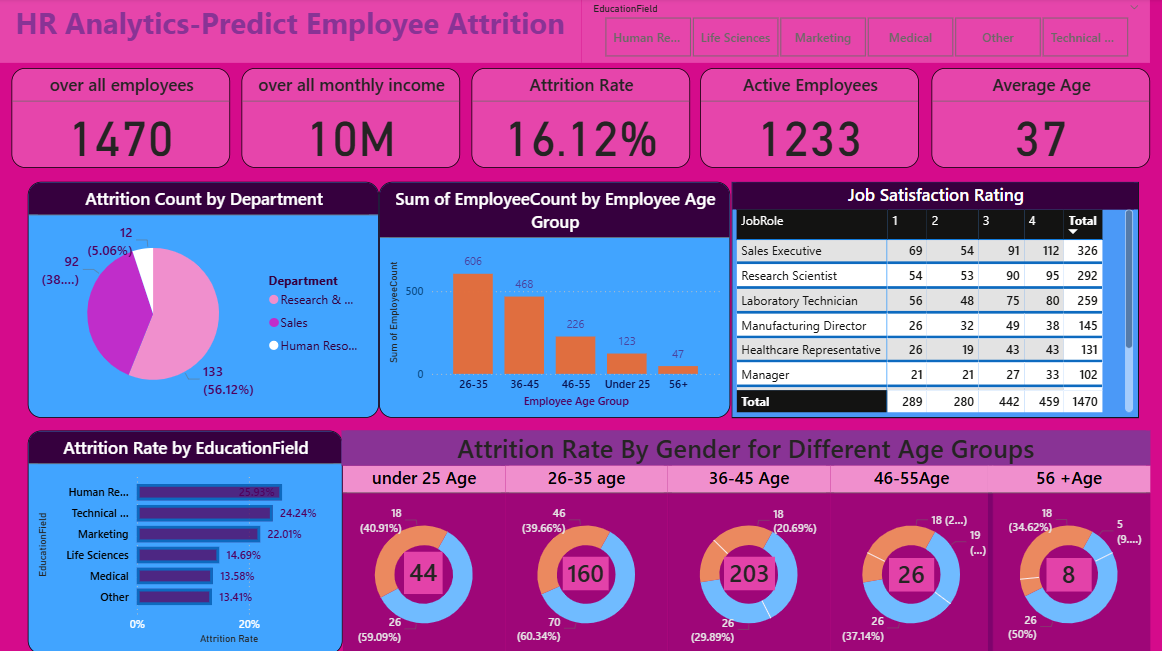 HR Analytics-Predict Employee Attrition
EducationField
Human Re... Life Sciences Marketing Medical Other Technical ...
over all employees
1470
over all monthly income
10M
Attrition Rate
16.12%
Active Employees
1233
Average Age
37
Attrition Count by Department
12
(5.06%)
92
(38....)
133
(56.12%)
Department
Research & ...
Sales
Human Reso...
Sum of EmployeeCount by Employee Age
Group
Sum of EmployeeCount
500
0
606
468
226
123
47
26-35 36-45 46-55 Under 25 56+
Employee Age Group
Job Satisfaction Rating
JobRole 1 2 3 4 Total
Sales Executive 69 54 91 112 326
Research Scientist 54 53 90 95 292
Laboratory Technician 56 48 75 80 259
Manufacturing Director 26 32 49 38 145
Healthcare Representative 26 19 43 43 131
Manager 21 21 27 33 102
Total 289 280 442 459 1470
Attrition Rate by EducationField
EducationField
Human Re... 25.93%
Technical ... 24.24%
Marketing 22.01%
Life Sciences 14.69%
Medical 13.58%
Other 13.41%
0% 20%
Attrition Rate
Attrition Rate By Gender for Different Age Groups
under 25 Age
18
(40.91%)
44
26
(59.09%)
26-35 age
46
(39.66%)
160
70
(60.34%)
36-45 Age
18
(20.69%)
203
26
(29.89%)
46-55Age
18 (2...)
19
(...)
26
26
(37.14%)
56 +Age
18
(34.62%)
5
(9....)
8
26
(50%)